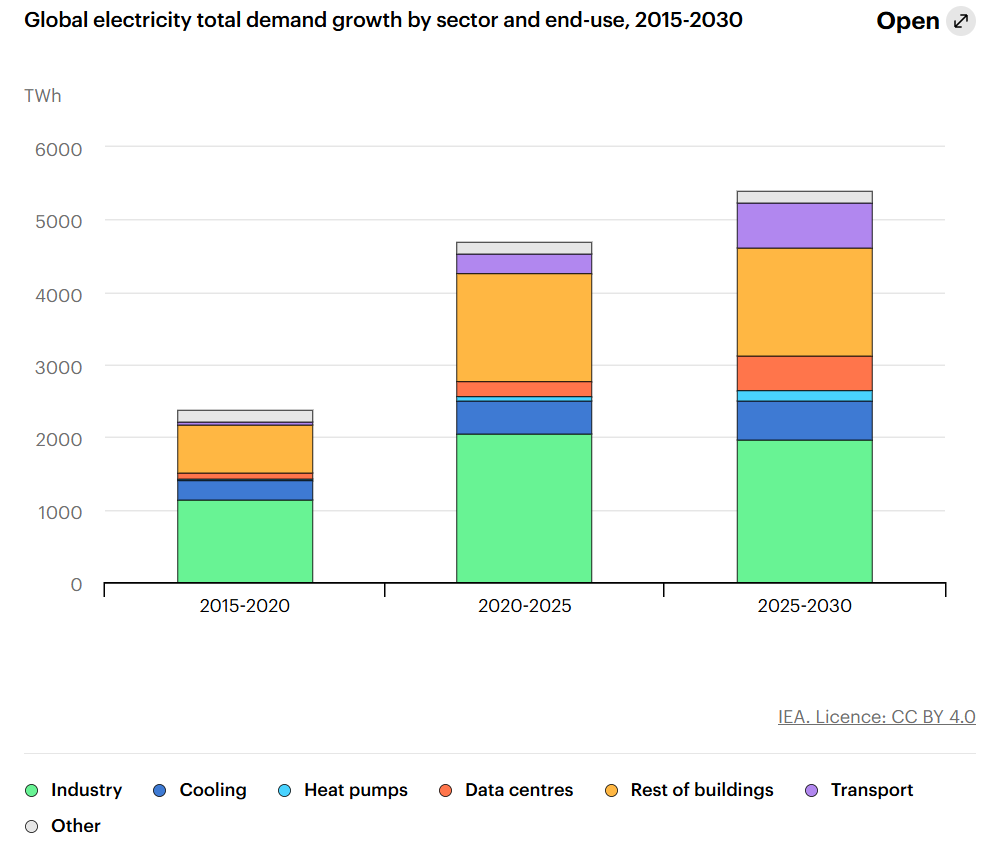 Global electricity total demand growth by sector and end-use, 2015-2030
Open
TWh
6000
5000
4000
3000
2000
1000
0
2015-2020 2020-2025 2025-2030
IEA. Licence: CC BY 4.0
Industry Cooling Heat pumps Data centres Rest of buildings Transport
Other